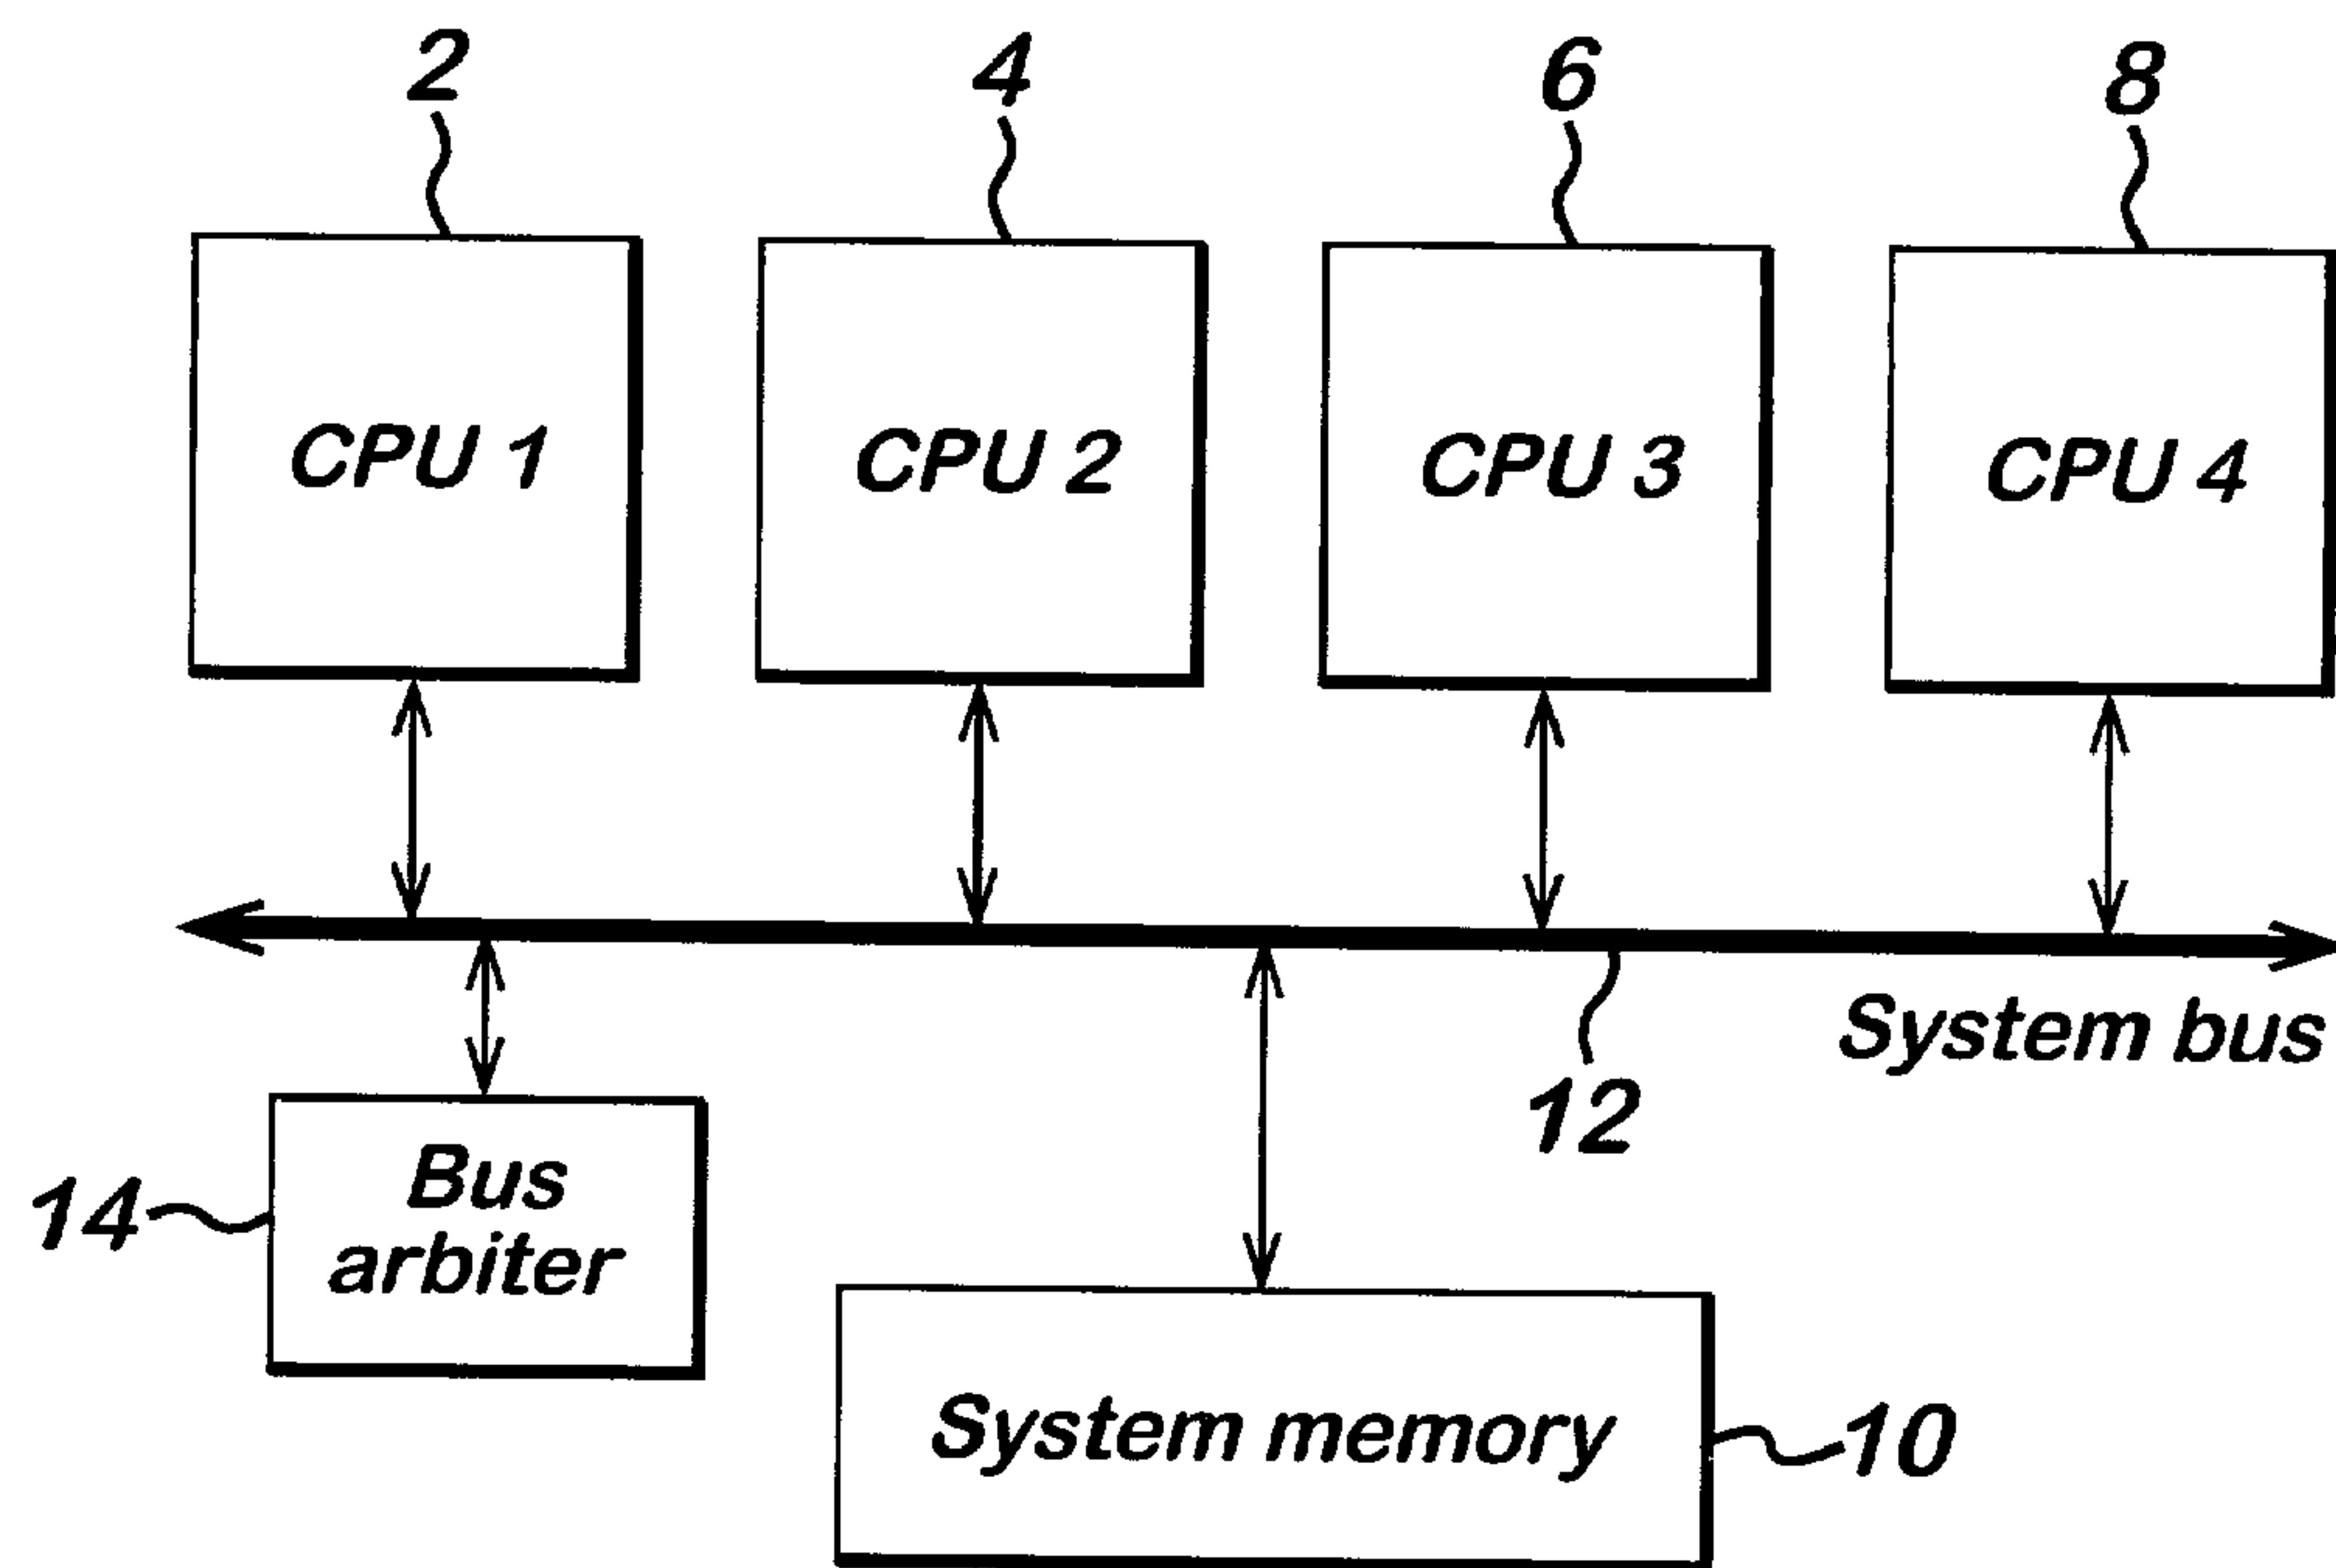 2 4 6 8
CPU 1 CPU 2 CPU 3 CPU 4
System bus
12
14
Bus
arbiter
System memory
10